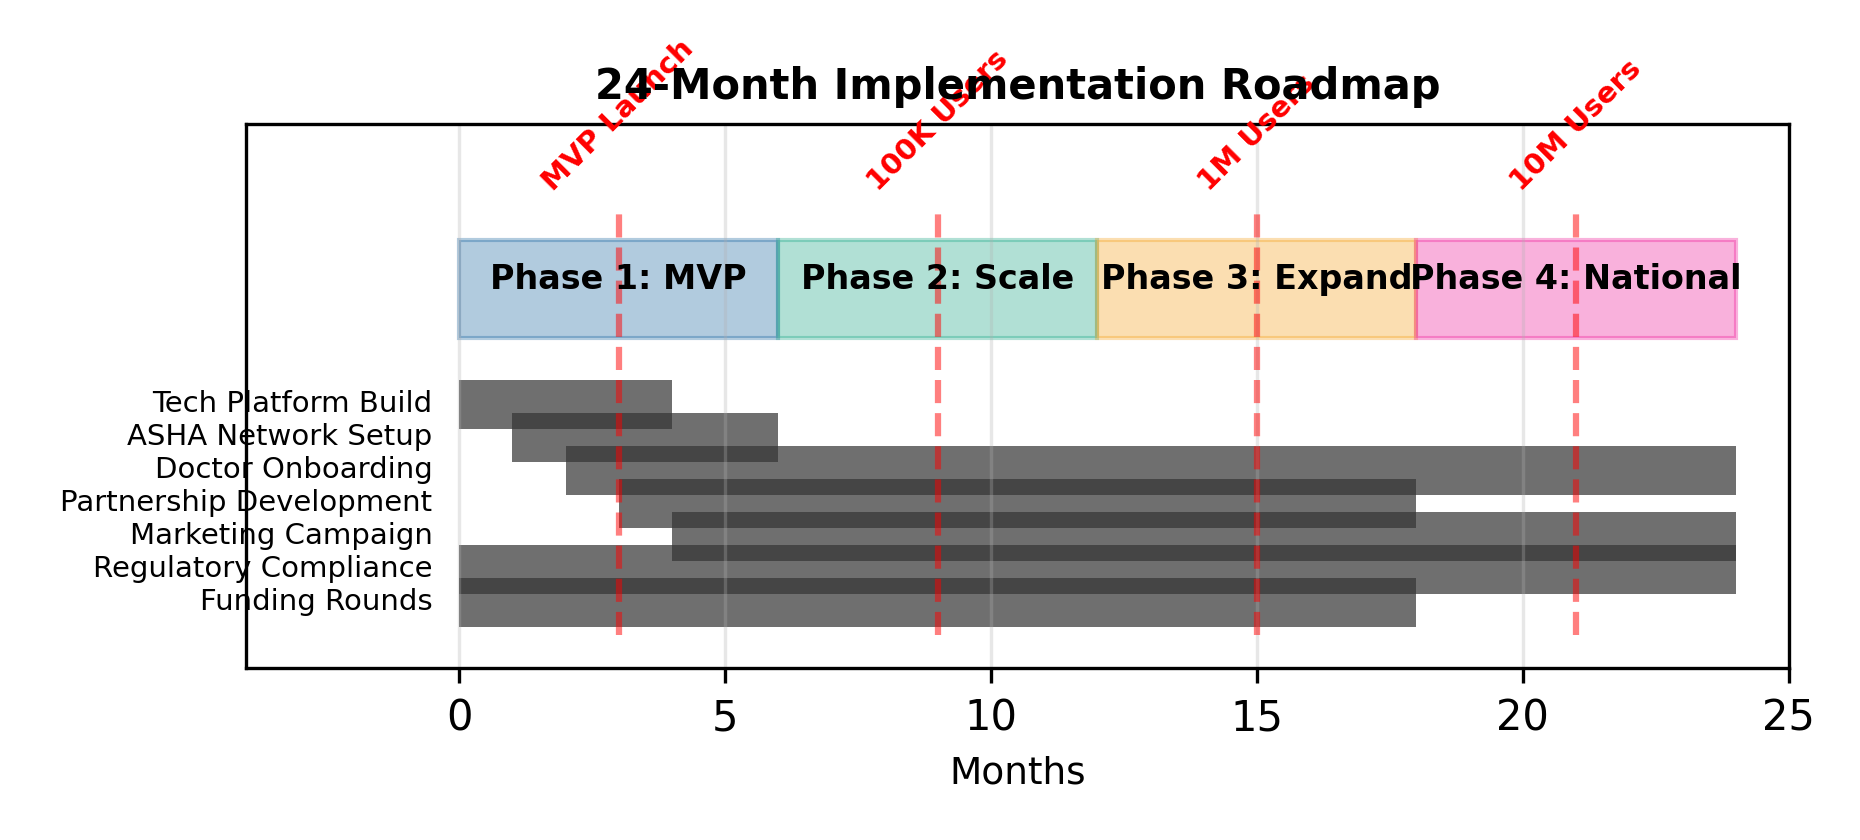 24-Month Implementation Roadmap
MVP Launch
100K Users
1M Users
10M Users
Phase 1: MVP
Phase 2: Scale
Phase 3: Expand
Phase 4: National
Tech Platform Build
ASHA Network Setup
Doctor Onboarding
Partnership Development
Marketing Campaign
Regulatory Compliance
Funding Rounds
0 5 10 15 20 25
Months